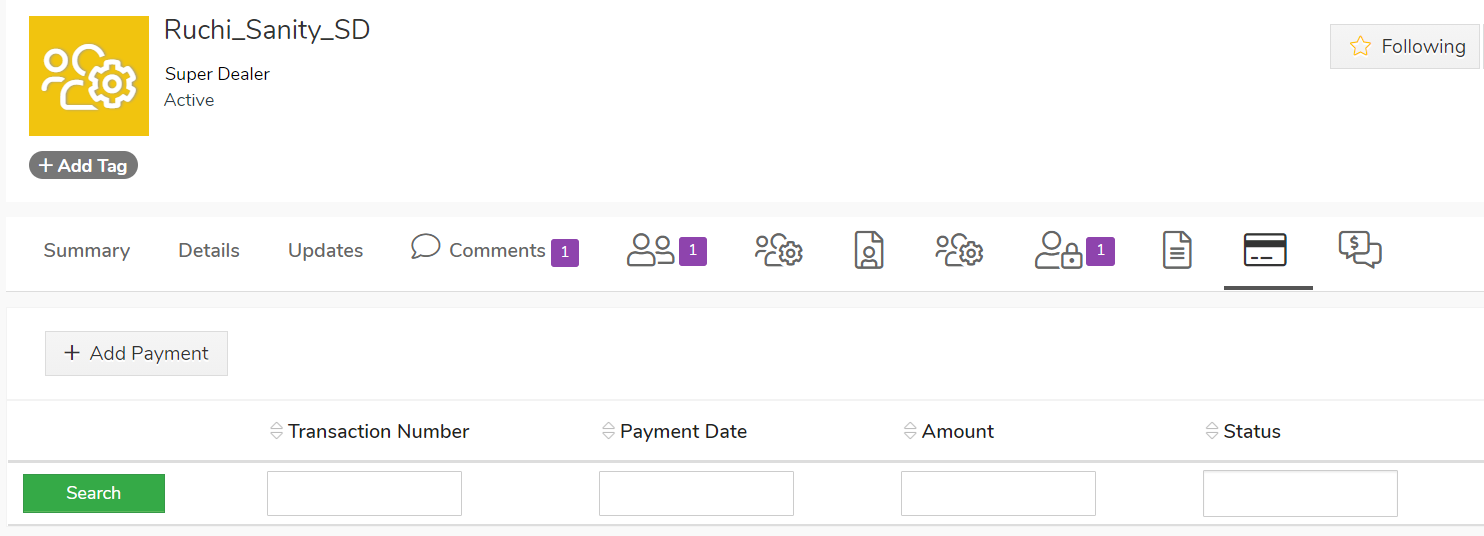 Ruchi_Sanity_SD
Following
Super Dealer
Active
+ Add Tag
Summary Details Updates Comments 1 1 1
+ Add Payment
Transaction Number Payment Date Amount Status
Search